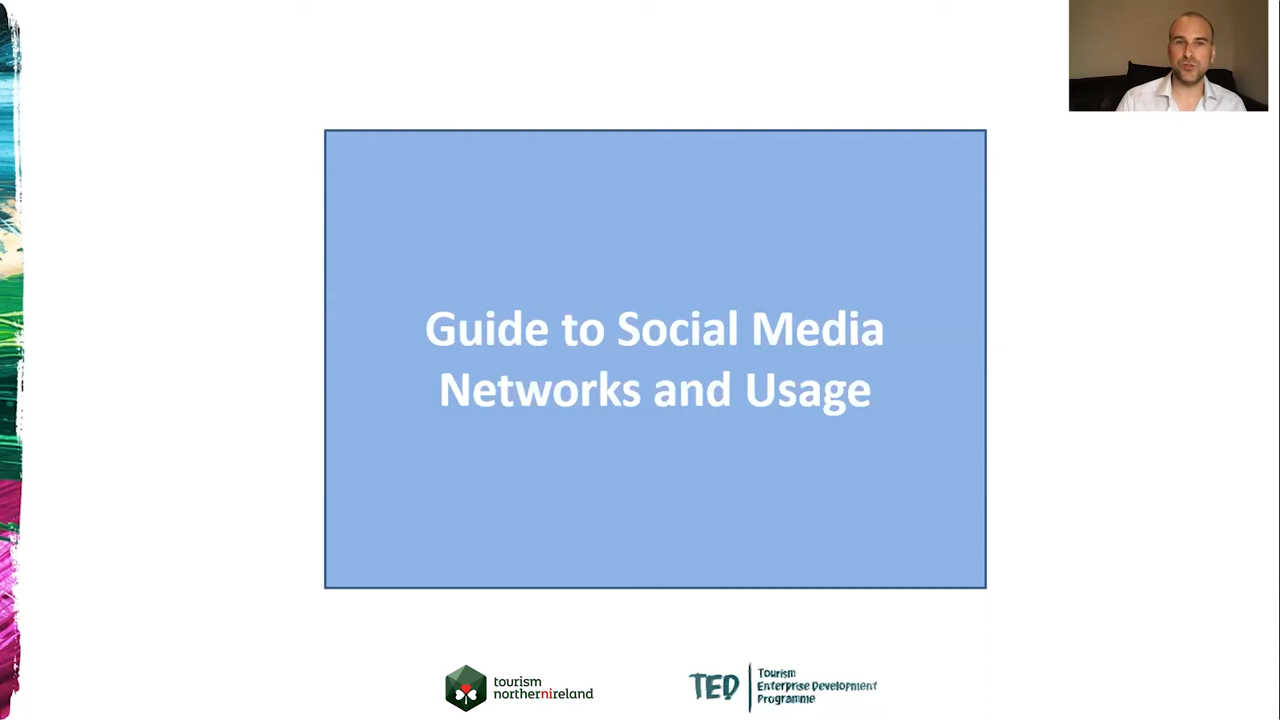 Guide to Social Media
Networks and Usage
tourism
northernireland
TED
Tourism
Enterprise Development
Programme